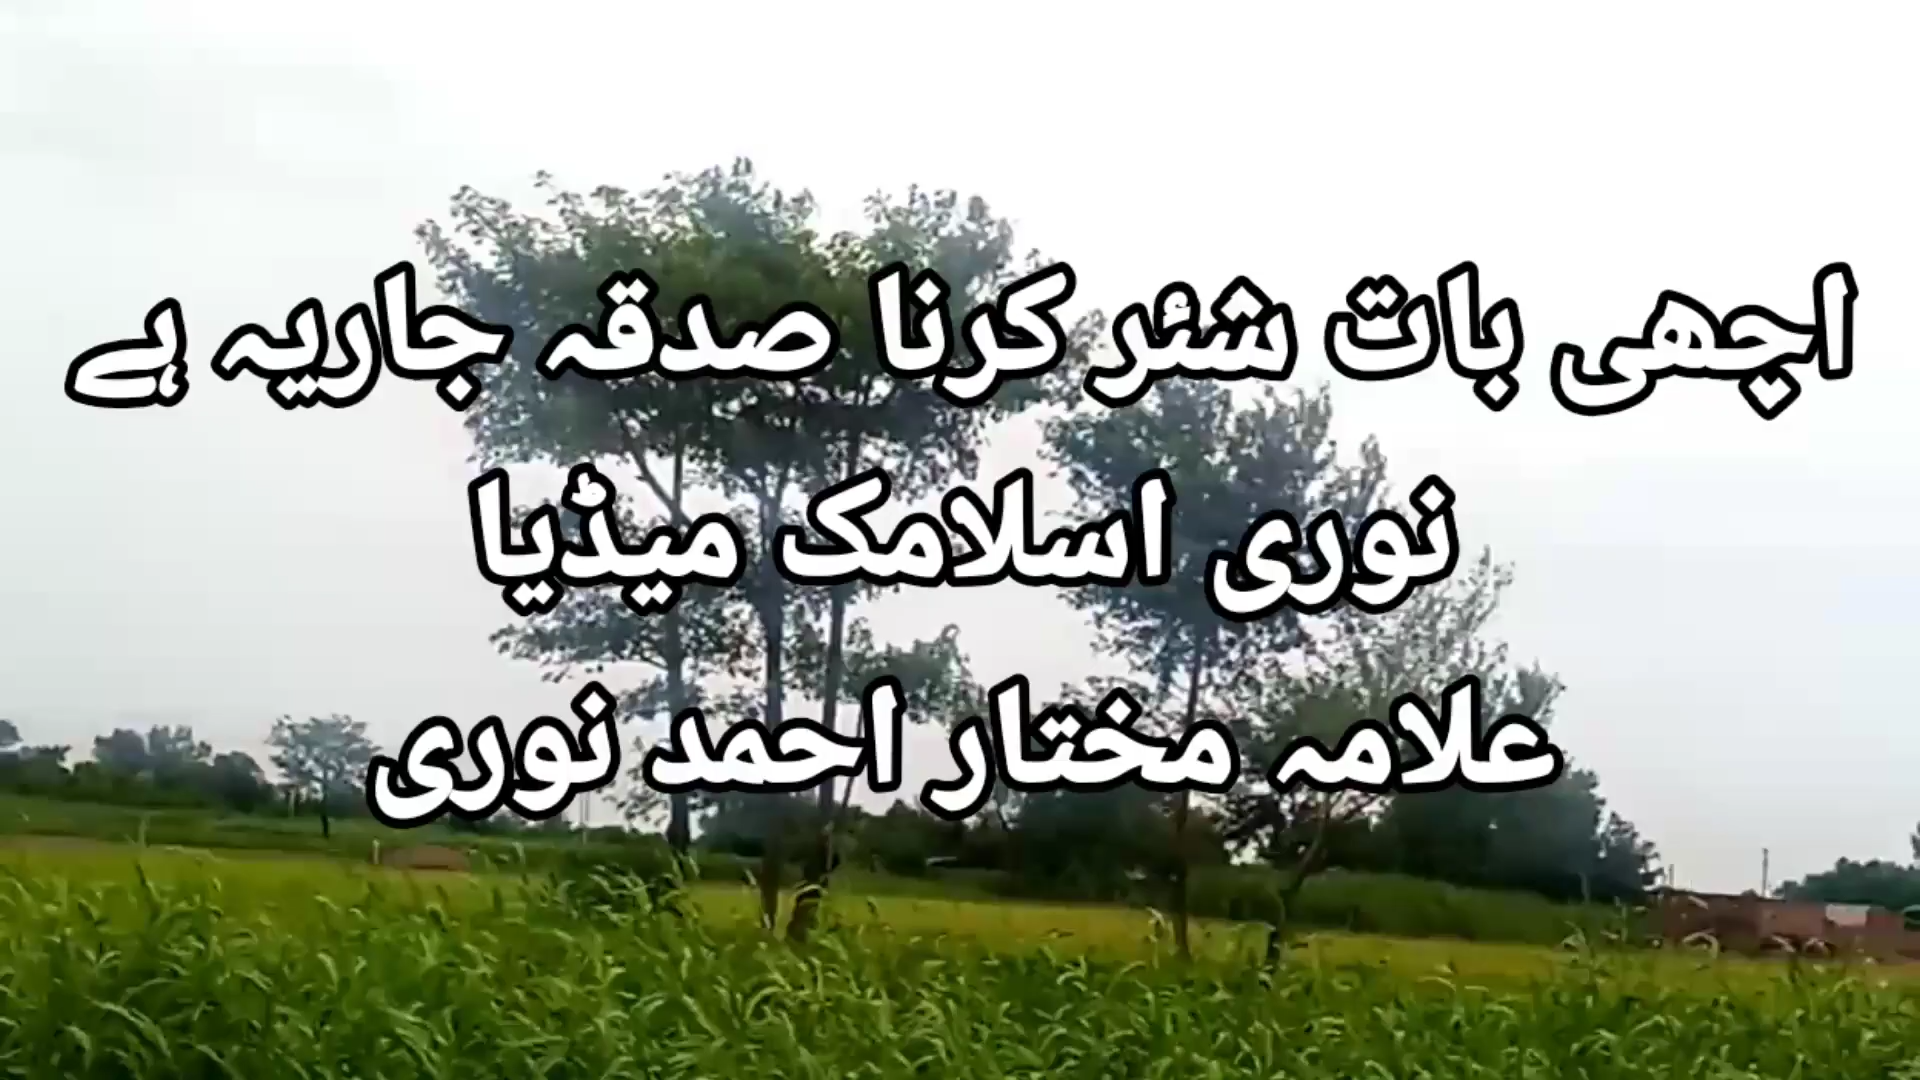 اچھی بات شئر کرنا صدقہ جاریہ ہے
نوری اسلامک میڈیا
علامہ مختار احمد نوری